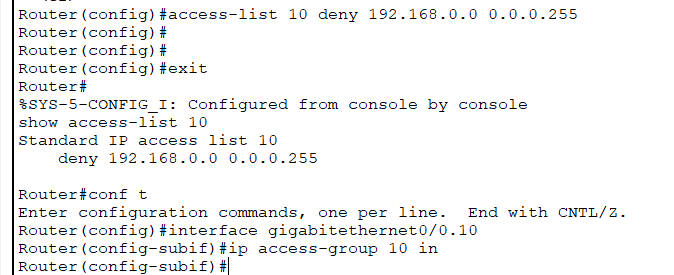 Router(config)#access-list 10 deny 192.168.0.0 0.0.0.255
Router(config)#
Router(config)#
Router(config)#exit
Router#
%SYS-5-CONFIG_I: Configured from console by console
show access-list 10
Standard IP access list 10
    deny 192.168.0.0 0.0.0.255

Router#conf t
Enter configuration commands, one per line.  End with CNTL/Z.
Router(config)#interface gigabitethernet0/0.10
Router(config-subif)#ip access-group 10 in
Router(config-subif)#